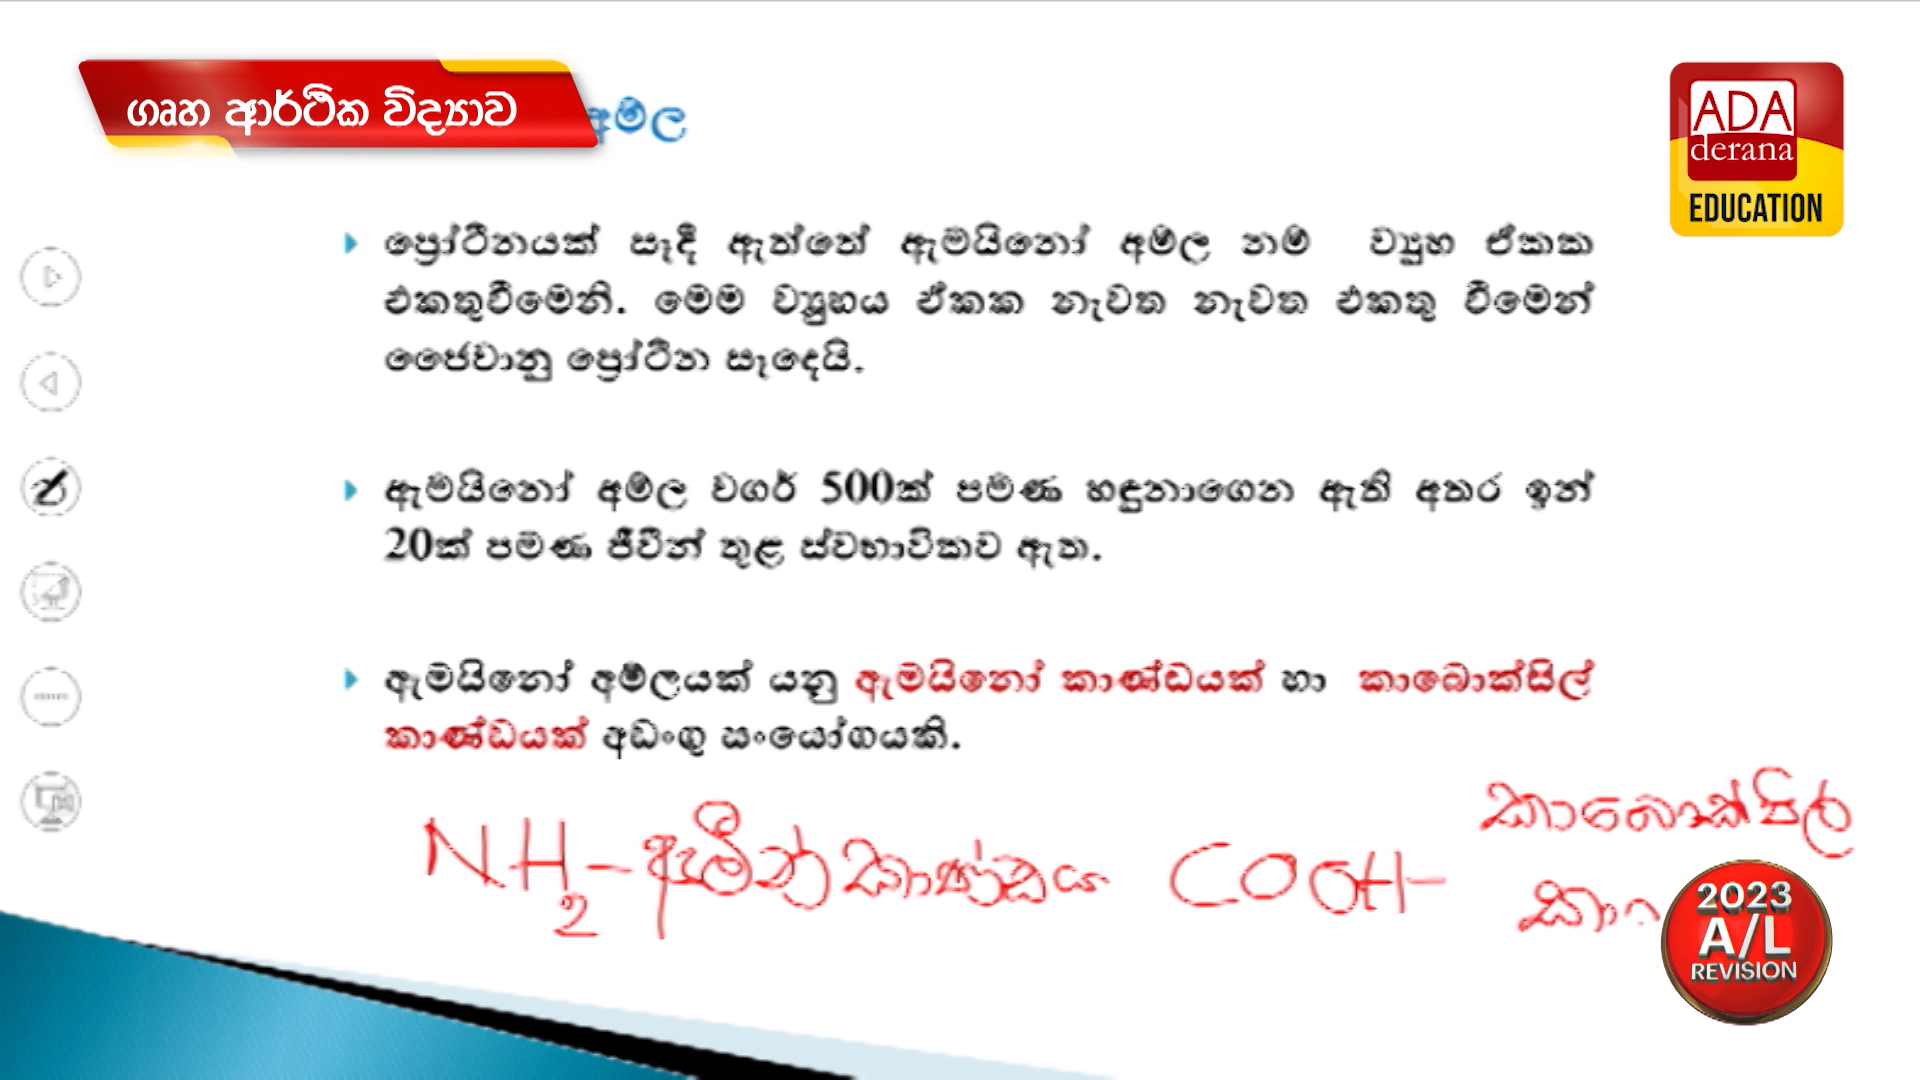 ගෘහ ආර්ථික විද්‍යාව
අම්ල
ADA
derana
EDUCATION
ප්‍රෝටීනයක් සෑදී ඇත්තේ ඇමයිනෝ අම්ල නම් ව්‍යුහ ඒකක
එකතුවීමෙනි. මෙම ව්‍යුහය ඒකක නැවත නැවත එකතු වීමෙන්
ජෛවාණු ප්‍රෝටීන සෑදෙයි.
ඇමයිනෝ අම්ල වගර් 500ක් පමණ හඳුනාගෙන ඇති අතර ඉන්
20ක් පමණ ජීවීන් තුළ ස්වභාවිකව ඇත.
ඇමයිනෝ අම්ලයක් යනු ඇමයිනෝ කාණ්ඩයක් හා කාබොක්සිල්
කාණ්ඩයක් අඩංගු සංයෝගයකි.
NH2 - ඇමීන් කාණ්ඩය COOH - කාබොක්සිල්
2023
A/L
REVISION